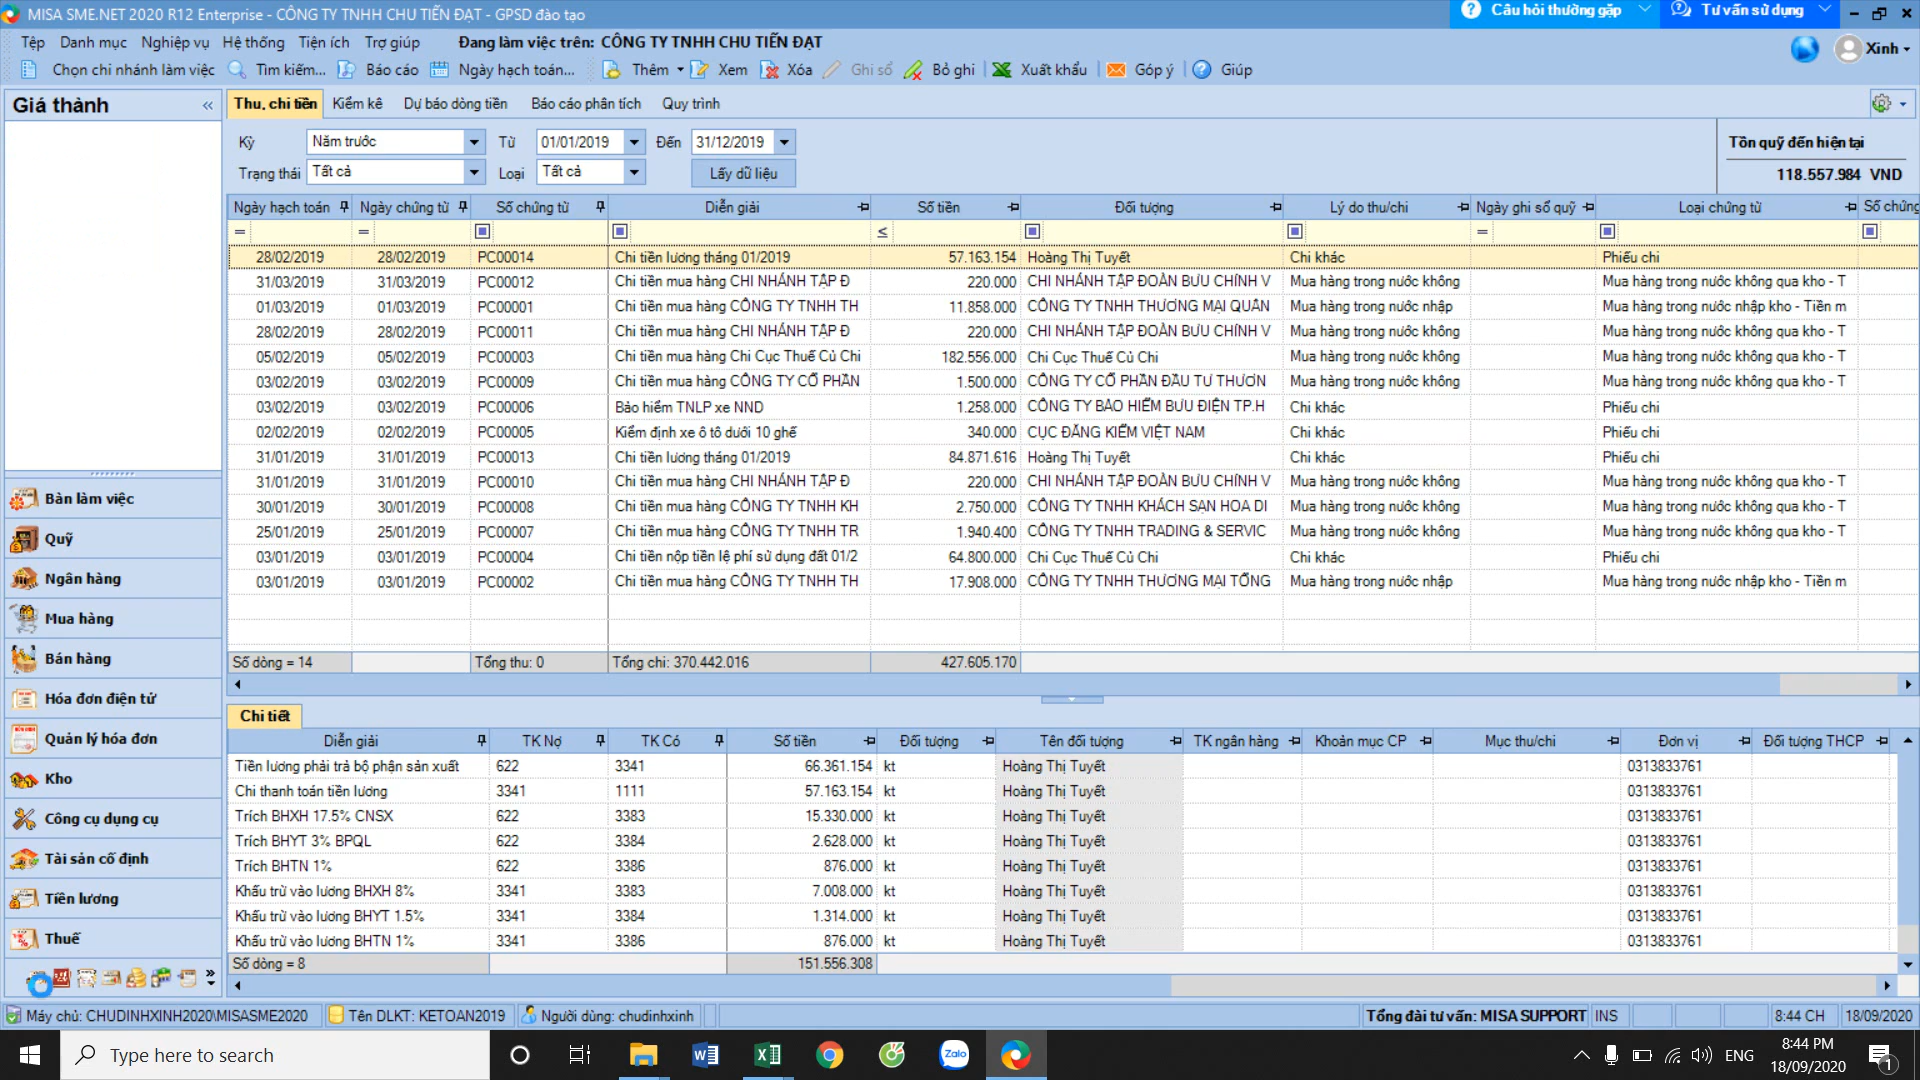 MISA SME.NET 2020 R12 Enterprise - CÔNG TY TNHH CHU TIẾN ĐẠT - GPSD đào tạo
Câu hỏi thường gặp Tư vấn sử dụng
Tệp Danh mục Nghiệp vụ Hệ thống Tiện ích Trợ giúp Đang làm việc trên: CÔNG TY TNHH CHU TIẾN ĐẠT
Xinh
Chọn chi nhánh làm việc Tìm kiếm... Báo cáo Ngày hạch toán... Thêm Xem Xóa Ghi sổ Bỏ ghi Xuất khẩu Góp ý Giúp
Giá thành «
Thu, chi tiền Kiểm kê Dự báo dòng tiền Báo cáo phân tích Quy trình
Kỳ Năm trước Từ 01/01/2019 Đến 31/12/2019
Trạng thái Tất cả Loại Tất cả Lấy dữ liệu
Tồn quỹ đến hiện tại
118.557.984 VND
Ngày hạch toán Ngày chứng từ Số chứng từ Diễn giải Số tiền Đối tượng Lý do thu/chi Ngày ghi sổ quỹ Loại chứng từ Số chứng
= = ≤ =
28/02/2019 28/02/2019 PC00014 Chi tiền lương tháng 01/2019 57.163.154 Hoàng Thị Tuyết Chi khác Phiếu chi
31/03/2019 31/03/2019 PC00012 Chi tiền mua hàng CHI NHÁNH TẬP Đ 220.000 CHI NHÁNH TẬP ĐOÀN BƯU CHÍNH V Mua hàng trong nước không Mua hàng trong nước không qua kho - T
01/03/2019 01/03/2019 PC00001 Chi tiền mua hàng CÔNG TY TNHH TH 11.858.000 CÔNG TY TNHH THƯƠNG MẠI QUÂN Mua hàng trong nước nhập Mua hàng trong nước nhập kho - Tiền m
28/02/2019 28/02/2019 PC00011 Chi tiền mua hàng CHI NHÁNH TẬP Đ 220.000 CHI NHÁNH TẬP ĐOÀN BƯU CHÍNH V Mua hàng trong nước không Mua hàng trong nước không qua kho - T
05/02/2019 05/02/2019 PC00003 Chi tiền mua hàng Chi Cục Thuế Củ Chi 182.556.000 Chi Cục Thuế Củ Chi Mua hàng trong nước không Mua hàng trong nước không qua kho - T
03/02/2019 03/02/2019 PC00009 Chi tiền mua hàng CÔNG TY CỔ PHẦN 1.500.000 CÔNG TY CỔ PHẦN ĐẦU TƯ THƯƠN Mua hàng trong nước không Mua hàng trong nước không qua kho - T
03/02/2019 03/02/2019 PC00006 Bảo hiểm TNLP xe NND 1.258.000 CÔNG TY BẢO HIỂM BƯU ĐIỆN TP.H Chi khác Phiếu chi
02/02/2019 02/02/2019 PC00005 Kiểm định xe ô tô dưới 10 ghế 340.000 CỤC ĐĂNG KIỂM VIỆT NAM Chi khác Phiếu chi
31/01/2019 31/01/2019 PC00013 Chi tiền lương tháng 01/2019 84.871.616 Hoàng Thị Tuyết Chi khác Phiếu chi
31/01/2019 31/01/2019 PC00010 Chi tiền mua hàng CHI NHÁNH TẬP Đ 220.000 CHI NHÁNH TẬP ĐOÀN BƯU CHÍNH V Mua hàng trong nước không Mua hàng trong nước không qua kho - T
30/01/2019 30/01/2019 PC00008 Chi tiền mua hàng CÔNG TY TNHH KH 2.750.000 CÔNG TY TNHH KHÁCH SẠN HOA DI Mua hàng trong nước không Mua hàng trong nước không qua kho - T
25/01/2019 25/01/2019 PC00007 Chi tiền mua hàng CÔNG TY TNHH TR 1.940.400 CÔNG TY TNHH TRADING & SERVIC Mua hàng trong nước không Mua hàng trong nước không qua kho - T
03/01/2019 03/01/2019 PC00004 Chi tiền nộp tiền lệ phí sử dụng đất 01/2 64.800.000 Chi Cục Thuế Củ Chi Chi khác Phiếu chi
03/01/2019 03/01/2019 PC00002 Chi tiền mua hàng CÔNG TY TNHH TH 17.908.000 CÔNG TY TNHH THƯƠNG MẠI TỔNG Mua hàng trong nước nhập Mua hàng trong nước nhập kho - Tiền m
Số dòng = 14 Tổng thu: 0 Tổng chi: 370.442.016 427.605.170
Bàn làm việc
Quỹ
Ngân hàng
Mua hàng
Bán hàng
Hóa đơn điện tử
Quản lý hóa đơn
Kho
Công cụ dụng cụ
Tài sản cố định
Tiền lương
Thuế
Chi tiết
Diễn giải TK Nợ TK Có Số tiền Đối tượng Tên đối tượng TK ngân hàng Khoản mục CP Mục thu/chi Đơn vị Đối tượng THCP
Tiền lương phải trả bộ phận sản xuất 622 3341 66.361.154 kt Hoàng Thị Tuyết 0313833761
Chi thanh toán tiền lương 3341 1111 57.163.154 kt Hoàng Thị Tuyết 0313833761
Trích BHXH 17.5% CNSX 622 3383 15.330.000 kt Hoàng Thị Tuyết 0313833761
Trích BHYT 3% BPQL 622 3384 2.628.000 kt Hoàng Thị Tuyết 0313833761
Trích BHTN 1% 622 3386 876.000 kt Hoàng Thị Tuyết 0313833761
Khấu trừ vào lương BHXH 8% 3341 3383 7.008.000 kt Hoàng Thị Tuyết 0313833761
Khấu trừ vào lương BHYT 1.5% 3341 3384 1.314.000 kt Hoàng Thị Tuyết 0313833761
Khấu trừ vào lương BHTN 1% 3341 3386 876.000 kt Hoàng Thị Tuyết 0313833761
Số dòng = 8 151.556.308
Máy chủ: CHUDINHXINH2020\MISASME2020 Tên DLKT: KETOAN2019 Người dùng: chudinhxinh Tổng đài tư vấn: MISA SUPPORT INS 8:44 CH 18/09/2020
Type here to search
Zalo
ENG
8:44 PM
18/09/2020
1